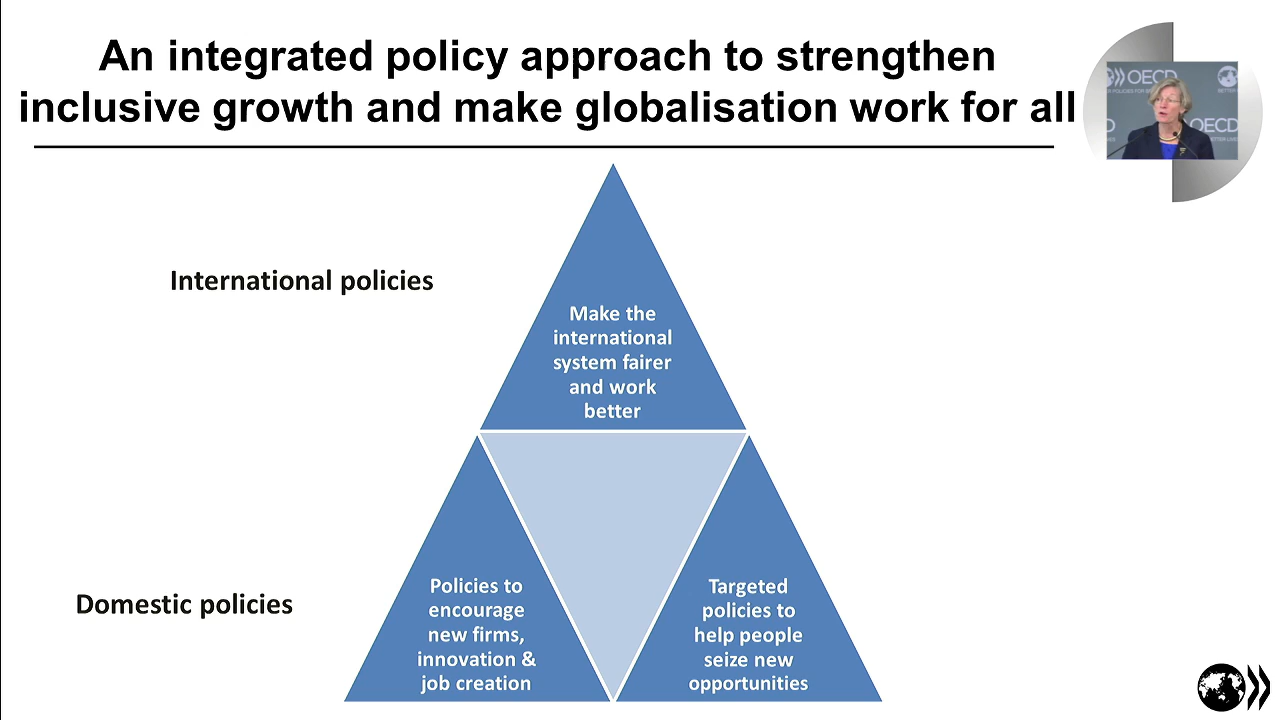 An integrated policy approach to strengthen
inclusive growth and make globalisation work for all
OECD
OECD
International policies
Make the
international
system fairer
and work
better
Domestic policies
Policies to
encourage
new firms,
innovation &
job creation
Targeted
policies to
help people
seize new
opportunities